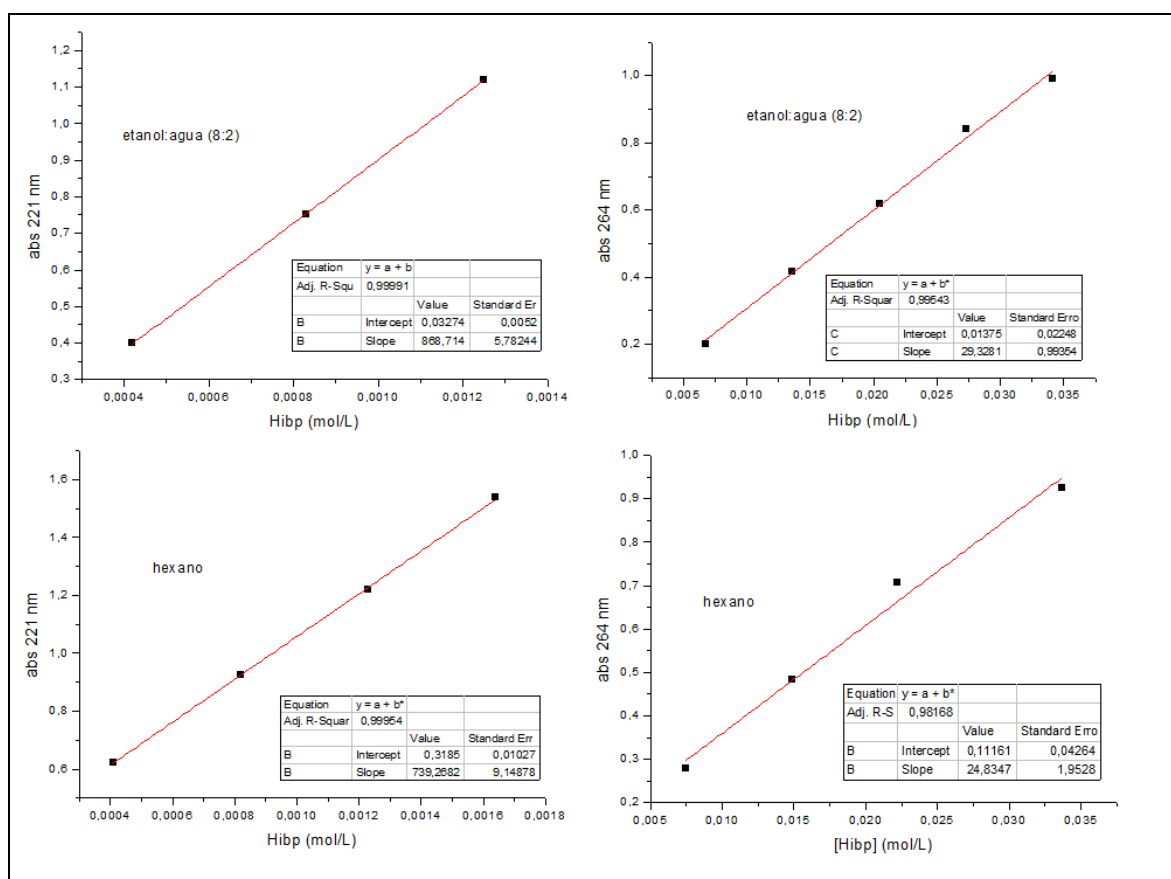 1,2
1,1
1,0
0,9
0,8
0,7
0,6
0,5
0,4
0,3
abs 221 nm
etanol:agua (8:2)
Equation y = a + b
Adj. R-Squ 0,99991
Value Standard Er
B Intercept 0,03274 0,0052
B Slope 868,714 5,78244
0,0004 0,0006 0,0008 0,0010 0,0012 0,0014
Hibp (mol/L)
1,0
0,8
0,6
0,4
0,2
abs 264 nm
etanol:agua (8:2)
Equation y = a + b*
Adj. R-Squar 0,99543
Value Standard Erro
C Intercept 0,01375 0,02248
C Slope 29,3281 0,99354
0,005 0,010 0,015 0,020 0,025 0,030 0,035
Hibp (mol/L)
1,6
1,4
1,2
1,0
0,8
0,6
abs 221 nm
hexano
Equation y = a + b*
Adj. R-Squar 0,99954
Value Standard Err
B Intercept 0,3185 0,01027
B Slope 739,2682 9,14878
0,0004 0,0006 0,0008 0,0010 0,0012 0,0014 0,0016 0,0018
Hibp (mol/L)
1,0
0,9
0,8
0,7
0,6
0,5
0,4
0,3
0,2
abs 264 nm
hexano
Equation y = a + b*
Adj. R-S 0,98168
Value Standard Erro
B Intercept 0,11161 0,04264
B Slope 24,8347 1,9528
0,005 0,010 0,015 0,020 0,025 0,030 0,035
[Hibp] (mol/L)